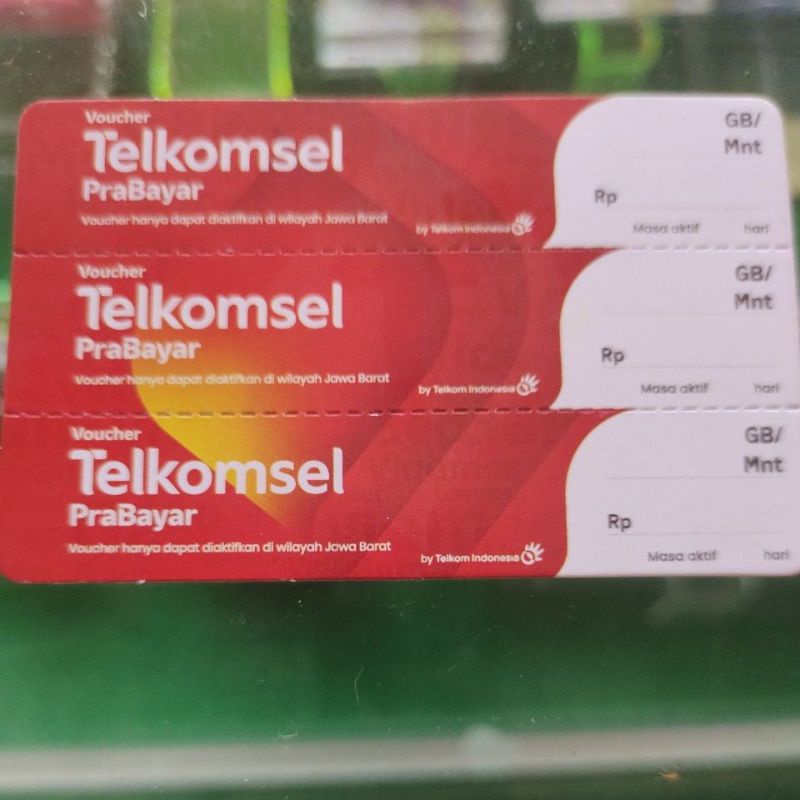 Voucher
Telkomsel
PraBayar
Voucher hanya dapat diaktifkan di wilayah Jawa Barat
by Telkom Indonesia
GB/
Mnt
Rp
Masa aktif hari
Voucher
Telkomsel
PraBayar
Voucher hanya dapat diaktifkan di wilayah Jawa Barat
by Telkom Indonesia
GB/
Mnt
Rp
Masa aktif hari
Voucher
Telkomsel
PraBayar
Voucher hanya dapat diaktifkan di wilayah Jawa Barat
by Telkom Indonesia
GB/
Mnt
Rp
Masa aktif hari